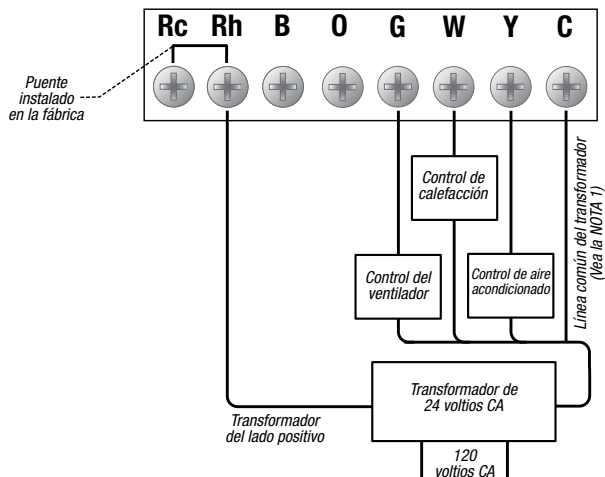 Rc Rh B O G W Y C
Puente
instalado
en la fábrica
Control de
calefacción
Control del
ventilador
Control de aire
acondicionado
Línea común del transformador
(Vea la NOTA 1)
Transformador de
24 voltios CA
Transformador
del lado positivo
120
voltios CA